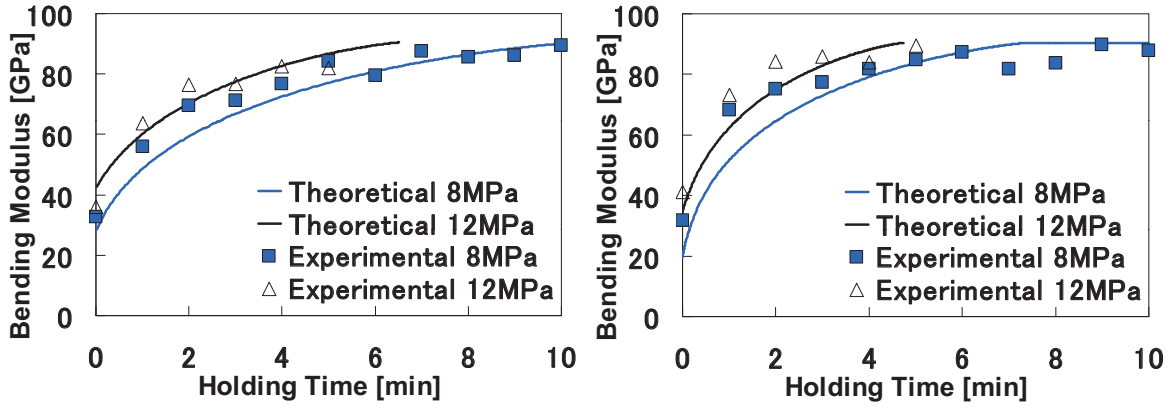 100
80
60
40
20
0
Bending Modulus [GPa]
Theoretical 8MPa
Theoretical 12MPa
Experimental 8MPa
Experimental 12MPa
0 2 4 6 8 10
Holding Time [min]
100
80
60
40
20
0
Bending Modulus [GPa]
Theoretical 8MPa
Theoretical 12MPa
Experimental 8MPa
Experimental 12MPa
0 2 4 6 8 10
Holding Time [min]